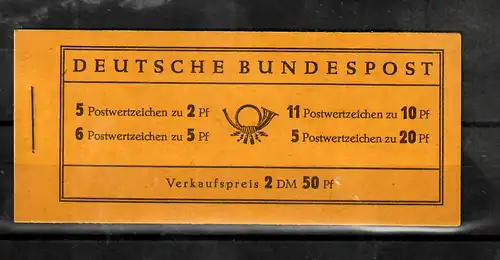 DEUTSCHE BUNDESPOST
5 Postwertzeichen zu 2 Pf
6 Postwertzeichen zu 5 Pf
11 Postwertzeichen zu 10 Pf
5 Postwertzeichen zu 20 Pf
Verkaufspreis 2 DM 50 Pf